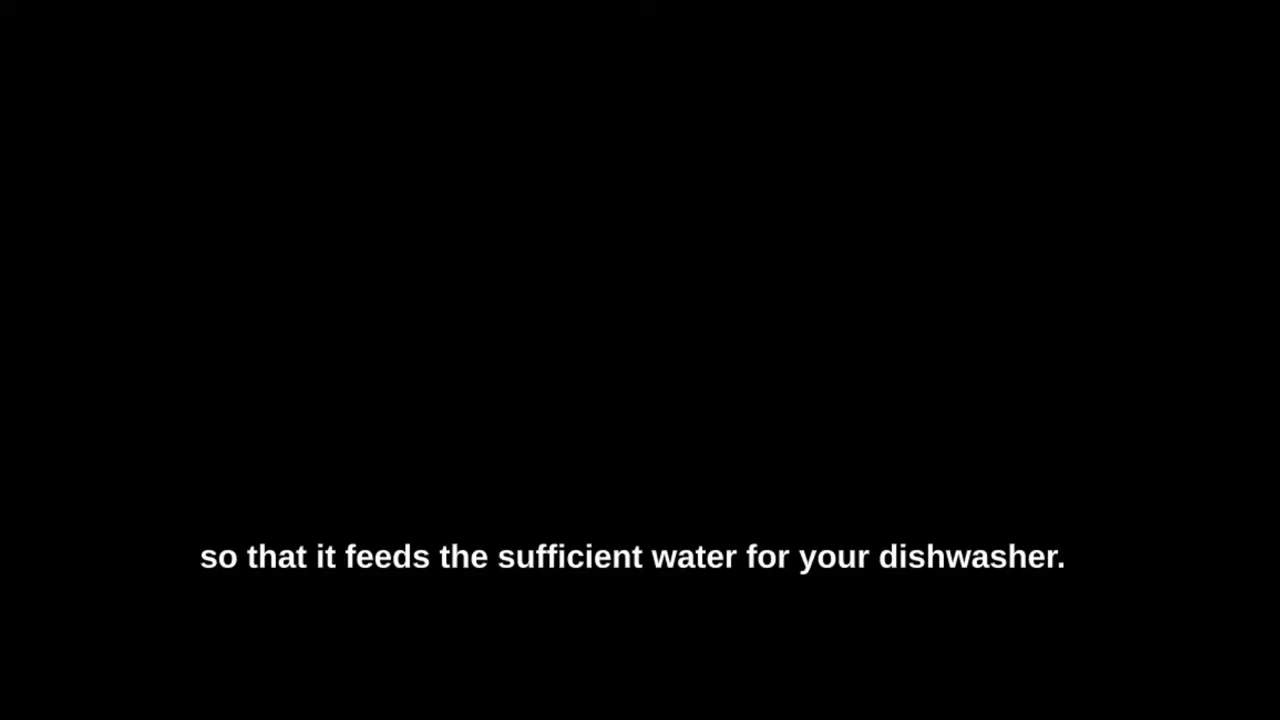 so that it feeds the sufficient water for your dishwasher.